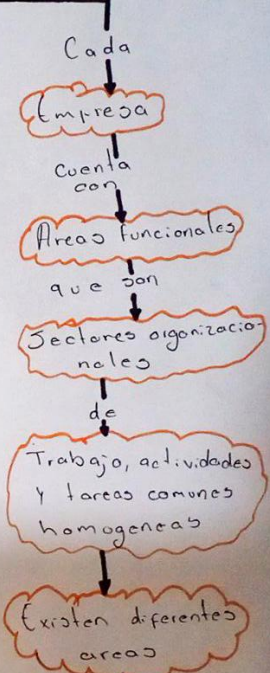 Cada
Empresa
cuenta
con
Areas funcionales
que son
Sectores organizacio-
nales
de
Trabajo, actividades
y tareas comunes
homogeneas
Existen diferentes
areas